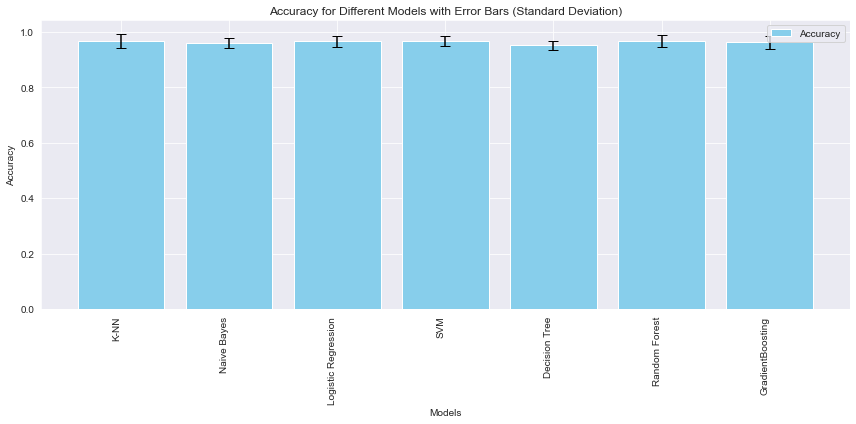 Accuracy for Different Models with Error Bars (Standard Deviation)
Accuracy
1.0
0.8
0.6
0.4
0.2
0.0
Accuracy
K-NN
Naive Bayes
Logistic Regression
SVM
Decision Tree
Random Forest
GradientBoosting
Models